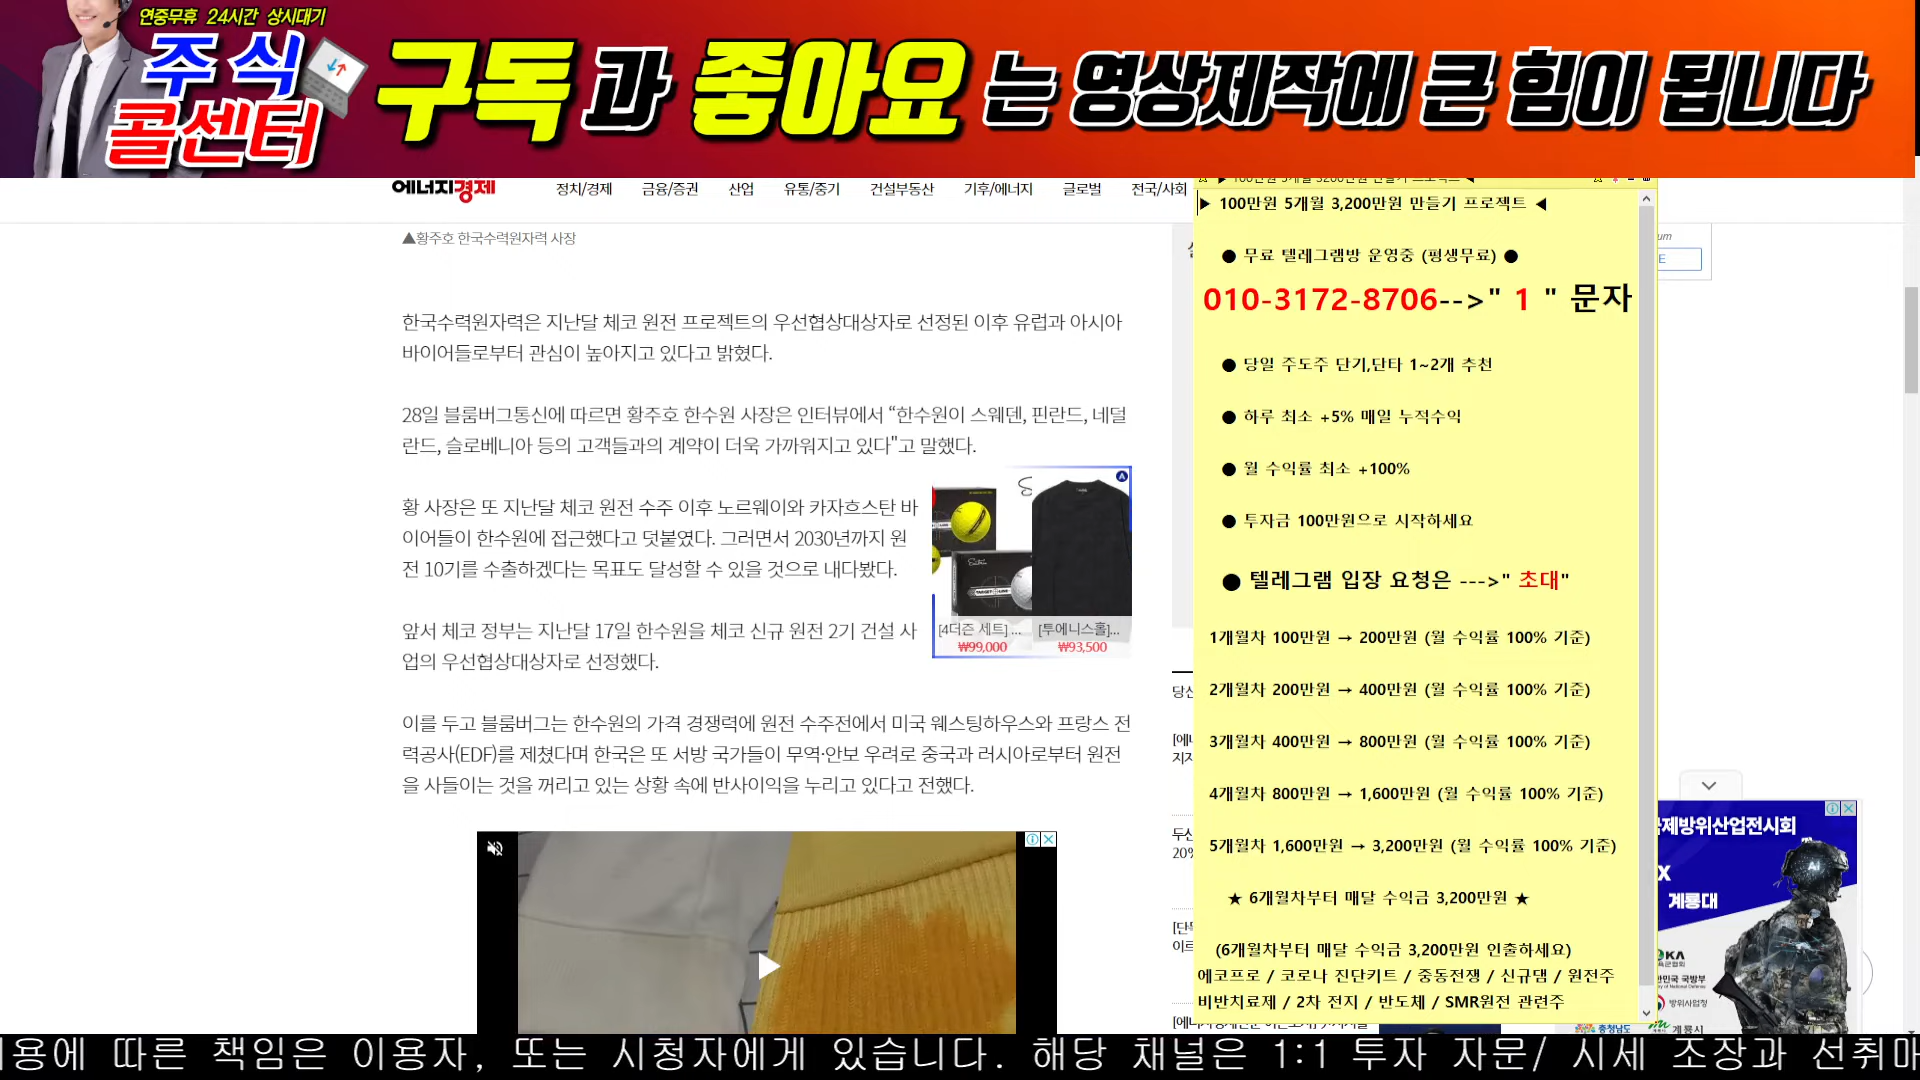 연중무휴 24시간 상시대기
주식
콜센터
구독과 좋아요는 영상제작에 큰 힘이 됩니다
에너지경제
정치/경제 금융/증권 산업 유통/중기 건설부동산 기후/에너지 글로벌 전국/사회
▲황주호 한국수력원자력 사장
한국수력원자력은 지난달 체코 원전 프로젝트의 우선협상대상자로 선정된 이후 유럽과 아시아
바이어들로부터 관심이 높아지고 있다고 밝혔다.
28일 블룸버그통신에 따르면 황주호 한수원 사장은 인터뷰에서 “한수원이 스웨덴, 핀란드, 네덜
란드, 슬로베니아 등의 고객들과의 계약이 더욱 가까워지고 있다"고 말했다.
황 사장은 또 지난달 체코 원전 수주 이후 노르웨이와 카자흐스탄 바
이어들이 한수원에 접근했다고 덧붙였다. 그러면서 2030년까지 원
전 10기를 수출하겠다는 목표도 달성할 수 있을 것으로 내다봤다.
앞서 체코 정부는 지난달 17일 한수원을 체코 신규 원전 2기 건설 사
업의 우선협상대상자로 선정했다.
이를 두고 블룸버그는 한수원의 가격 경쟁력에 원전 수주전에서 미국 웨스팅하우스와 프랑스 전
력공사(EDF)를 제쳤다며 한국은 또 서방 국가들이 무역·안보 우려로 중국과 러시아로부터 원전
을 사들이는 것을 꺼리고 있는 상황 속에 반사이익을 누리고 있다고 전했다.
[4더즌 세트] ... [투에니스홀]...
₩99,000 ₩93,500
▶ 100만원 5개월 3,200만원 만들기 프로젝트 ◀
● 무료 텔레그램방 운영중 (평생무료) ●
010-3172-8706-->" 1 " 문자
● 당일 주도주 단기,단타 1~2개 추천
● 하루 최소 +5% 매일 누적수익
● 월 수익률 최소 +100%
● 투자금 100만원으로 시작하세요
● 텔레그램 입장 요청은 --->" 초대"
1개월차 100만원 → 200만원 (월 수익률 100% 기준)
2개월차 200만원 → 400만원 (월 수익률 100% 기준)
3개월차 400만원 → 800만원 (월 수익률 100% 기준)
4개월차 800만원 → 1,600만원 (월 수익률 100% 기준)
5개월차 1,600만원 → 3,200만원 (월 수익률 100% 기준)
★ 6개월차부터 매달 수익금 3,200만원 ★
(6개월차부터 매달 수익금 3,200만원 인출하세요)
에코프로 / 코로나 진단키트 / 중동전쟁 / 신규댐 / 원전주
비만치료제 / 2차 전지 / 반도체 / SMR원전 관련주
국제방위산업전시회
계룡대
방위사업청
충청남도 계룡시
이용에 따른 책임은 이용자, 또는 시청자에게 있습니다. 해당 채널은 1:1 투자 자문/ 시세 조장과 선취매